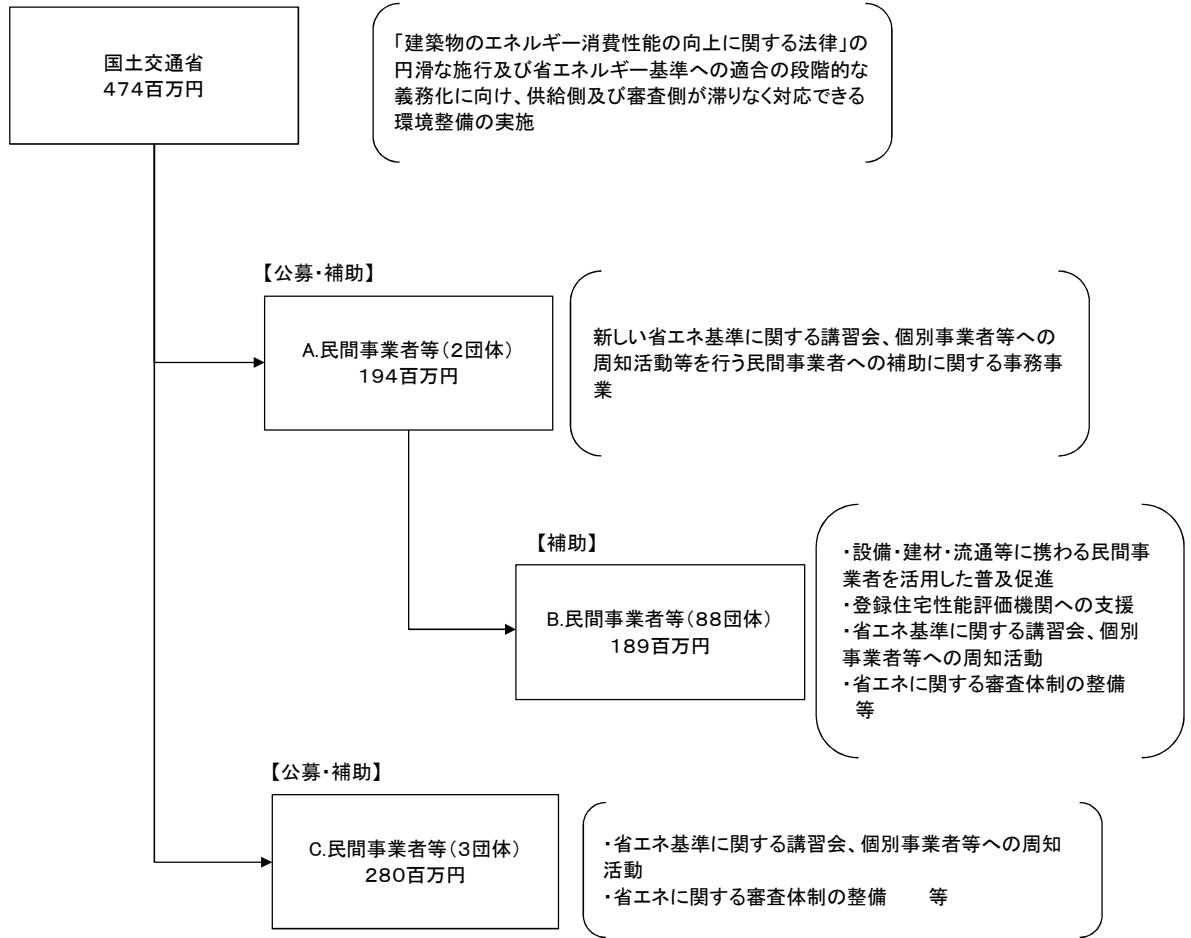 国土交通省
474百万円
「建築物のエネルギー消費性能の向上に関する法律」の
円滑な施行及び省エネルギー基準への適合の段階的な
義務化に向け、供給側及び審査側が滞りなく対応できる
環境整備の実施
【公募・補助】
A.民間事業者等（2団体）
194百万円
新しい省エネ基準に関する講習会、個別事業者等への
周知活動等を行う民間事業者への補助に関する事務事
業
【補助】
B.民間事業者等（88団体）
189百万円
・設備・建材・流通等に携わる民間事
業者を活用した普及促進
・登録住宅性能評価機関への支援
・省エネ基準に関する講習会、個別
事業者等への周知活動
・省エネに関する審査体制の整備
等
【公募・補助】
C.民間事業者等（3団体）
280百万円
・省エネ基準に関する講習会、個別事業者等への周知
活動
・省エネに関する審査体制の整備　　等